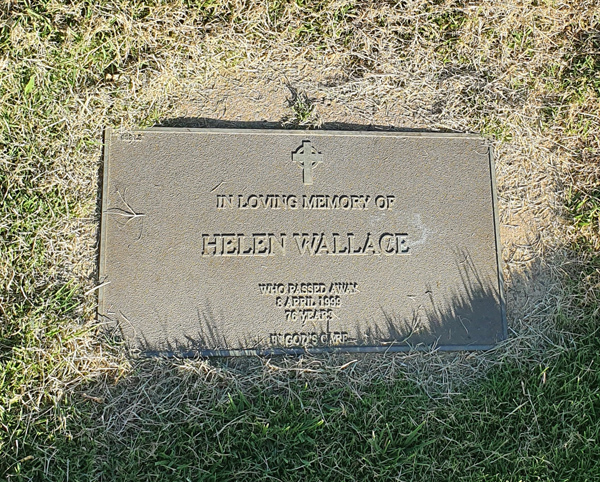 IN LOVING MEMORY OF
HELEN WALLACE
WHO PASSED AWAY
8 APRIL 1999
76 YEARS
IN GOD'S CARE